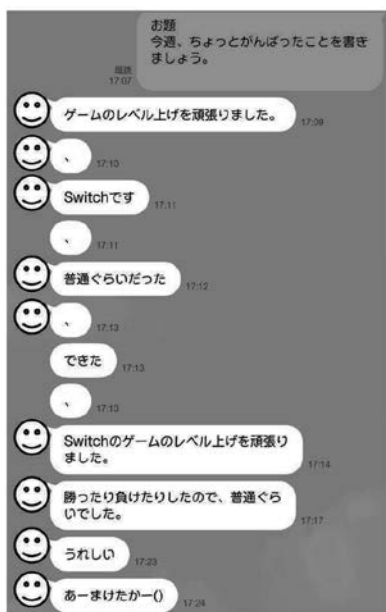 お題
今週、ちょっとがんばったことを書き
ましょう。
既読
17:07
ゲームのレベル上げを頑張りました。
17:09
、
17:10
Switchです
17:11
、
17:11
普通ぐらいだった
17:12
、
17:13
できた
17:13
、
17:13
Switchのゲームのレベル上げを頑張り
ました。
17:14
勝ったり負けたりしたので、普通ぐら
いでした。
17:17
うれしい
17:23
あーまけたかー()
17:24